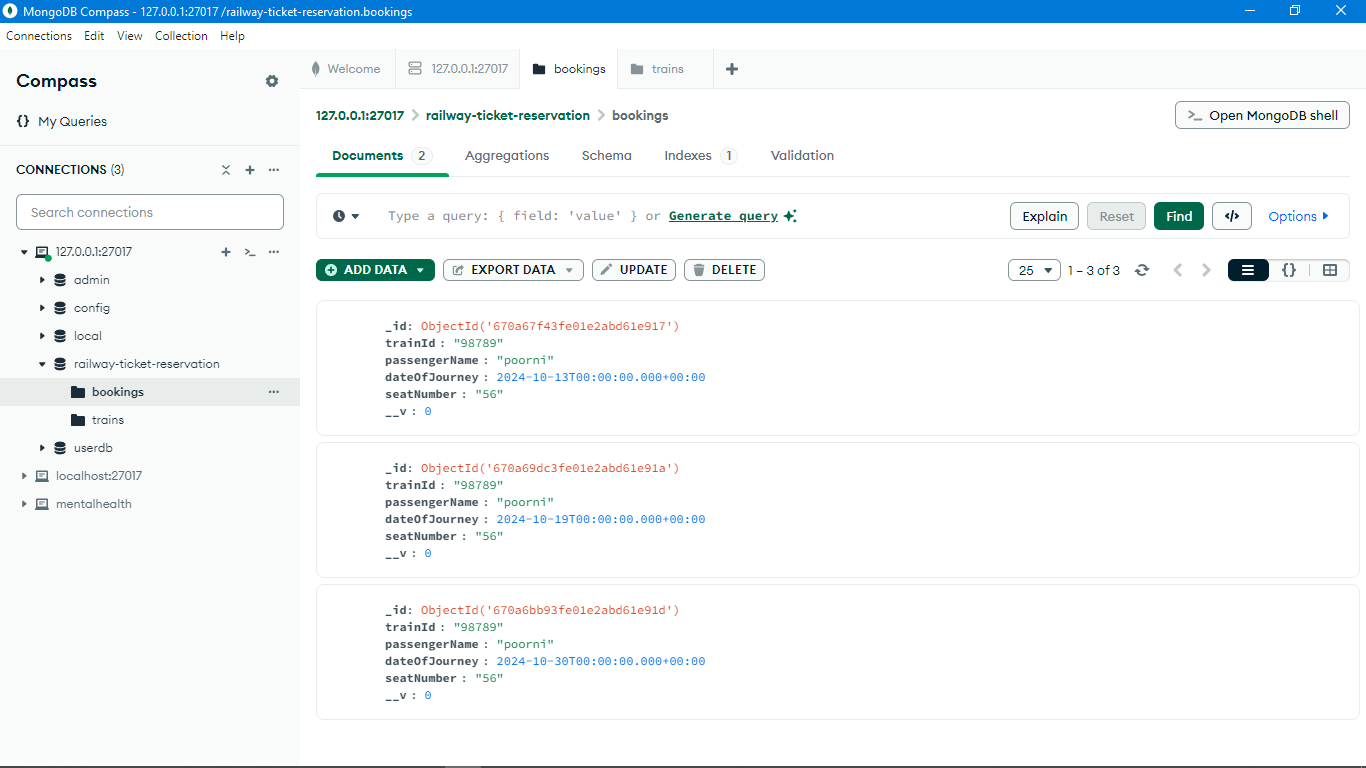 MongoDB Compass - 127.0.0.1:27017 /railway-ticket-reservation.bookings
Connections Edit View Collection Help
Compass
{} My Queries
CONNECTIONS (3)
Search connections
127.0.0.1:27017
admin
config
local
railway-ticket-reservation
bookings
trains
userdb
localhost:27017
mentalhealth
Welcome 127.0.0.1:27017 bookings trains
127.0.0.1:27017 > railway-ticket-reservation > bookings
>_ Open MongoDB shell
Documents 2 Aggregations Schema Indexes 1 Validation
Type a query: { field: 'value' } or Generate query
Explain Reset Find </> Options
ADD DATA EXPORT DATA UPDATE DELETE
25 1 – 3 of 3 {}
_id: ObjectId('670a67f43fe01e2abd61e917')
trainId : "98789"
passengerName : "poorni"
dateOfJourney : 2024-10-13T00:00:00.000+00:00
seatNumber : "56"
__v : 0
_id: ObjectId('670a69dc3fe01e2abd61e91a')
trainId : "98789"
passengerName : "poorni"
dateOfJourney : 2024-10-19T00:00:00.000+00:00
seatNumber : "56"
__v : 0
_id: ObjectId('670a6bb93fe01e2abd61e91d')
trainId : "98789"
passengerName : "poorni"
dateOfJourney : 2024-10-30T00:00:00.000+00:00
seatNumber : "56"
__v : 0